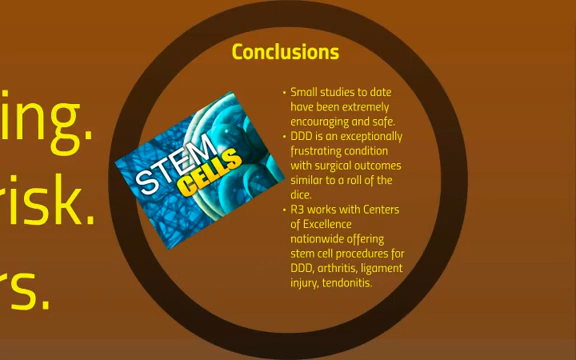 Conclusions
ing.
risk.
rs.
STEM
CELLS
• Small studies to date
have been extremely
encouraging and safe.
• DDD is an exceptionally
frustrating condition
with surgical outcomes
similar to a roll of the
dice.
• R3 works with Centers
of Excellence
nationwide offering
stem cell procedures for
DDD, arthritis, ligament
injury, tendonitis.